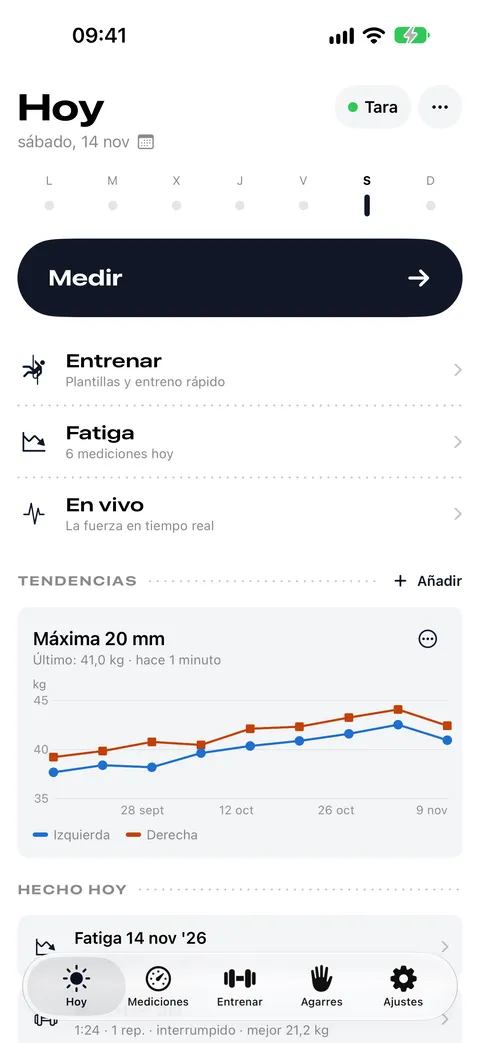 09:41
Hoy
Tara
sábado, 14 nov
L M X J V S D
Medir
Entrenar
Plantillas y entreno rápido
Fatiga
6 mediciones hoy
En vivo
La fuerza en tiempo real
TENDENCIAS
Añadir
Máxima 20 mm
Último: 41,0 kg · hace 1 minuto
kg
45
40
35
28 sept 12 oct 26 oct 9 nov
Izquierda Derecha
HECHO HOY
Fatiga 14 nov '26
Hoy Mediciones Entrenar Agarres Ajustes
1:24 · 1 rep. · interrumpido · mejor 21,2 kg